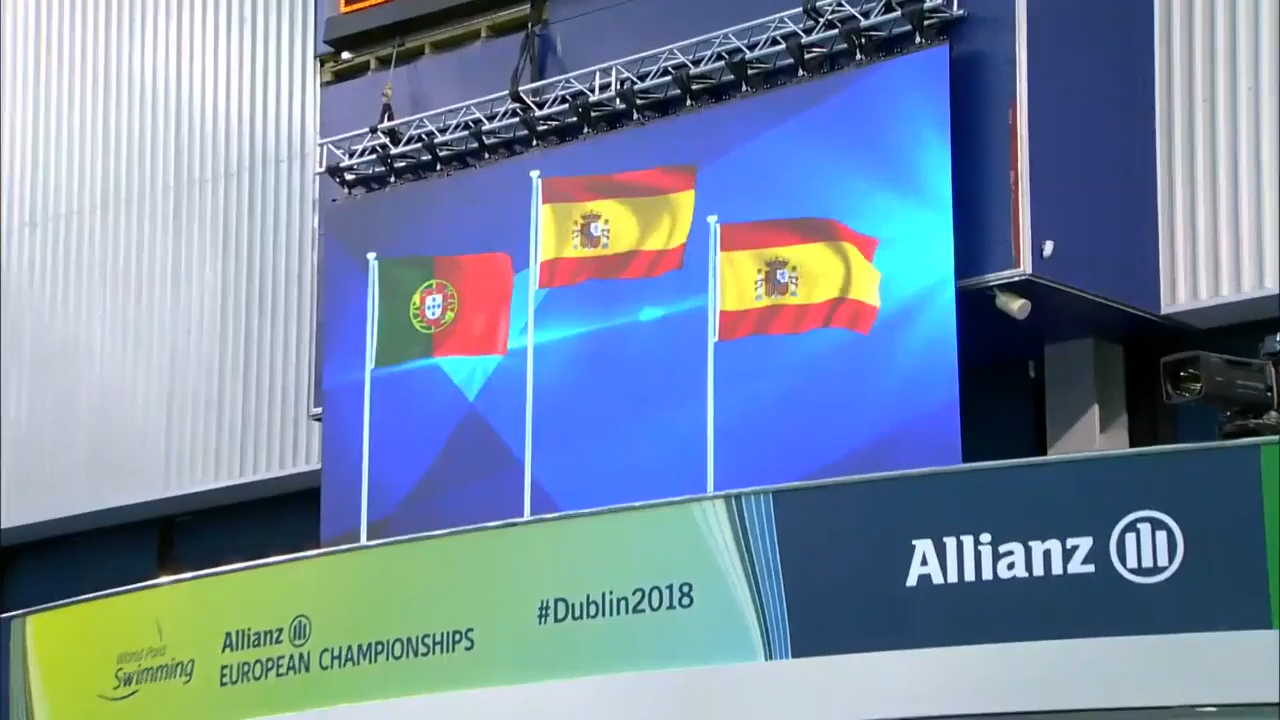 World Para
Swimming
Allianz
EUROPEAN CHAMPIONSHIPS
#Dublin2018
Allianz